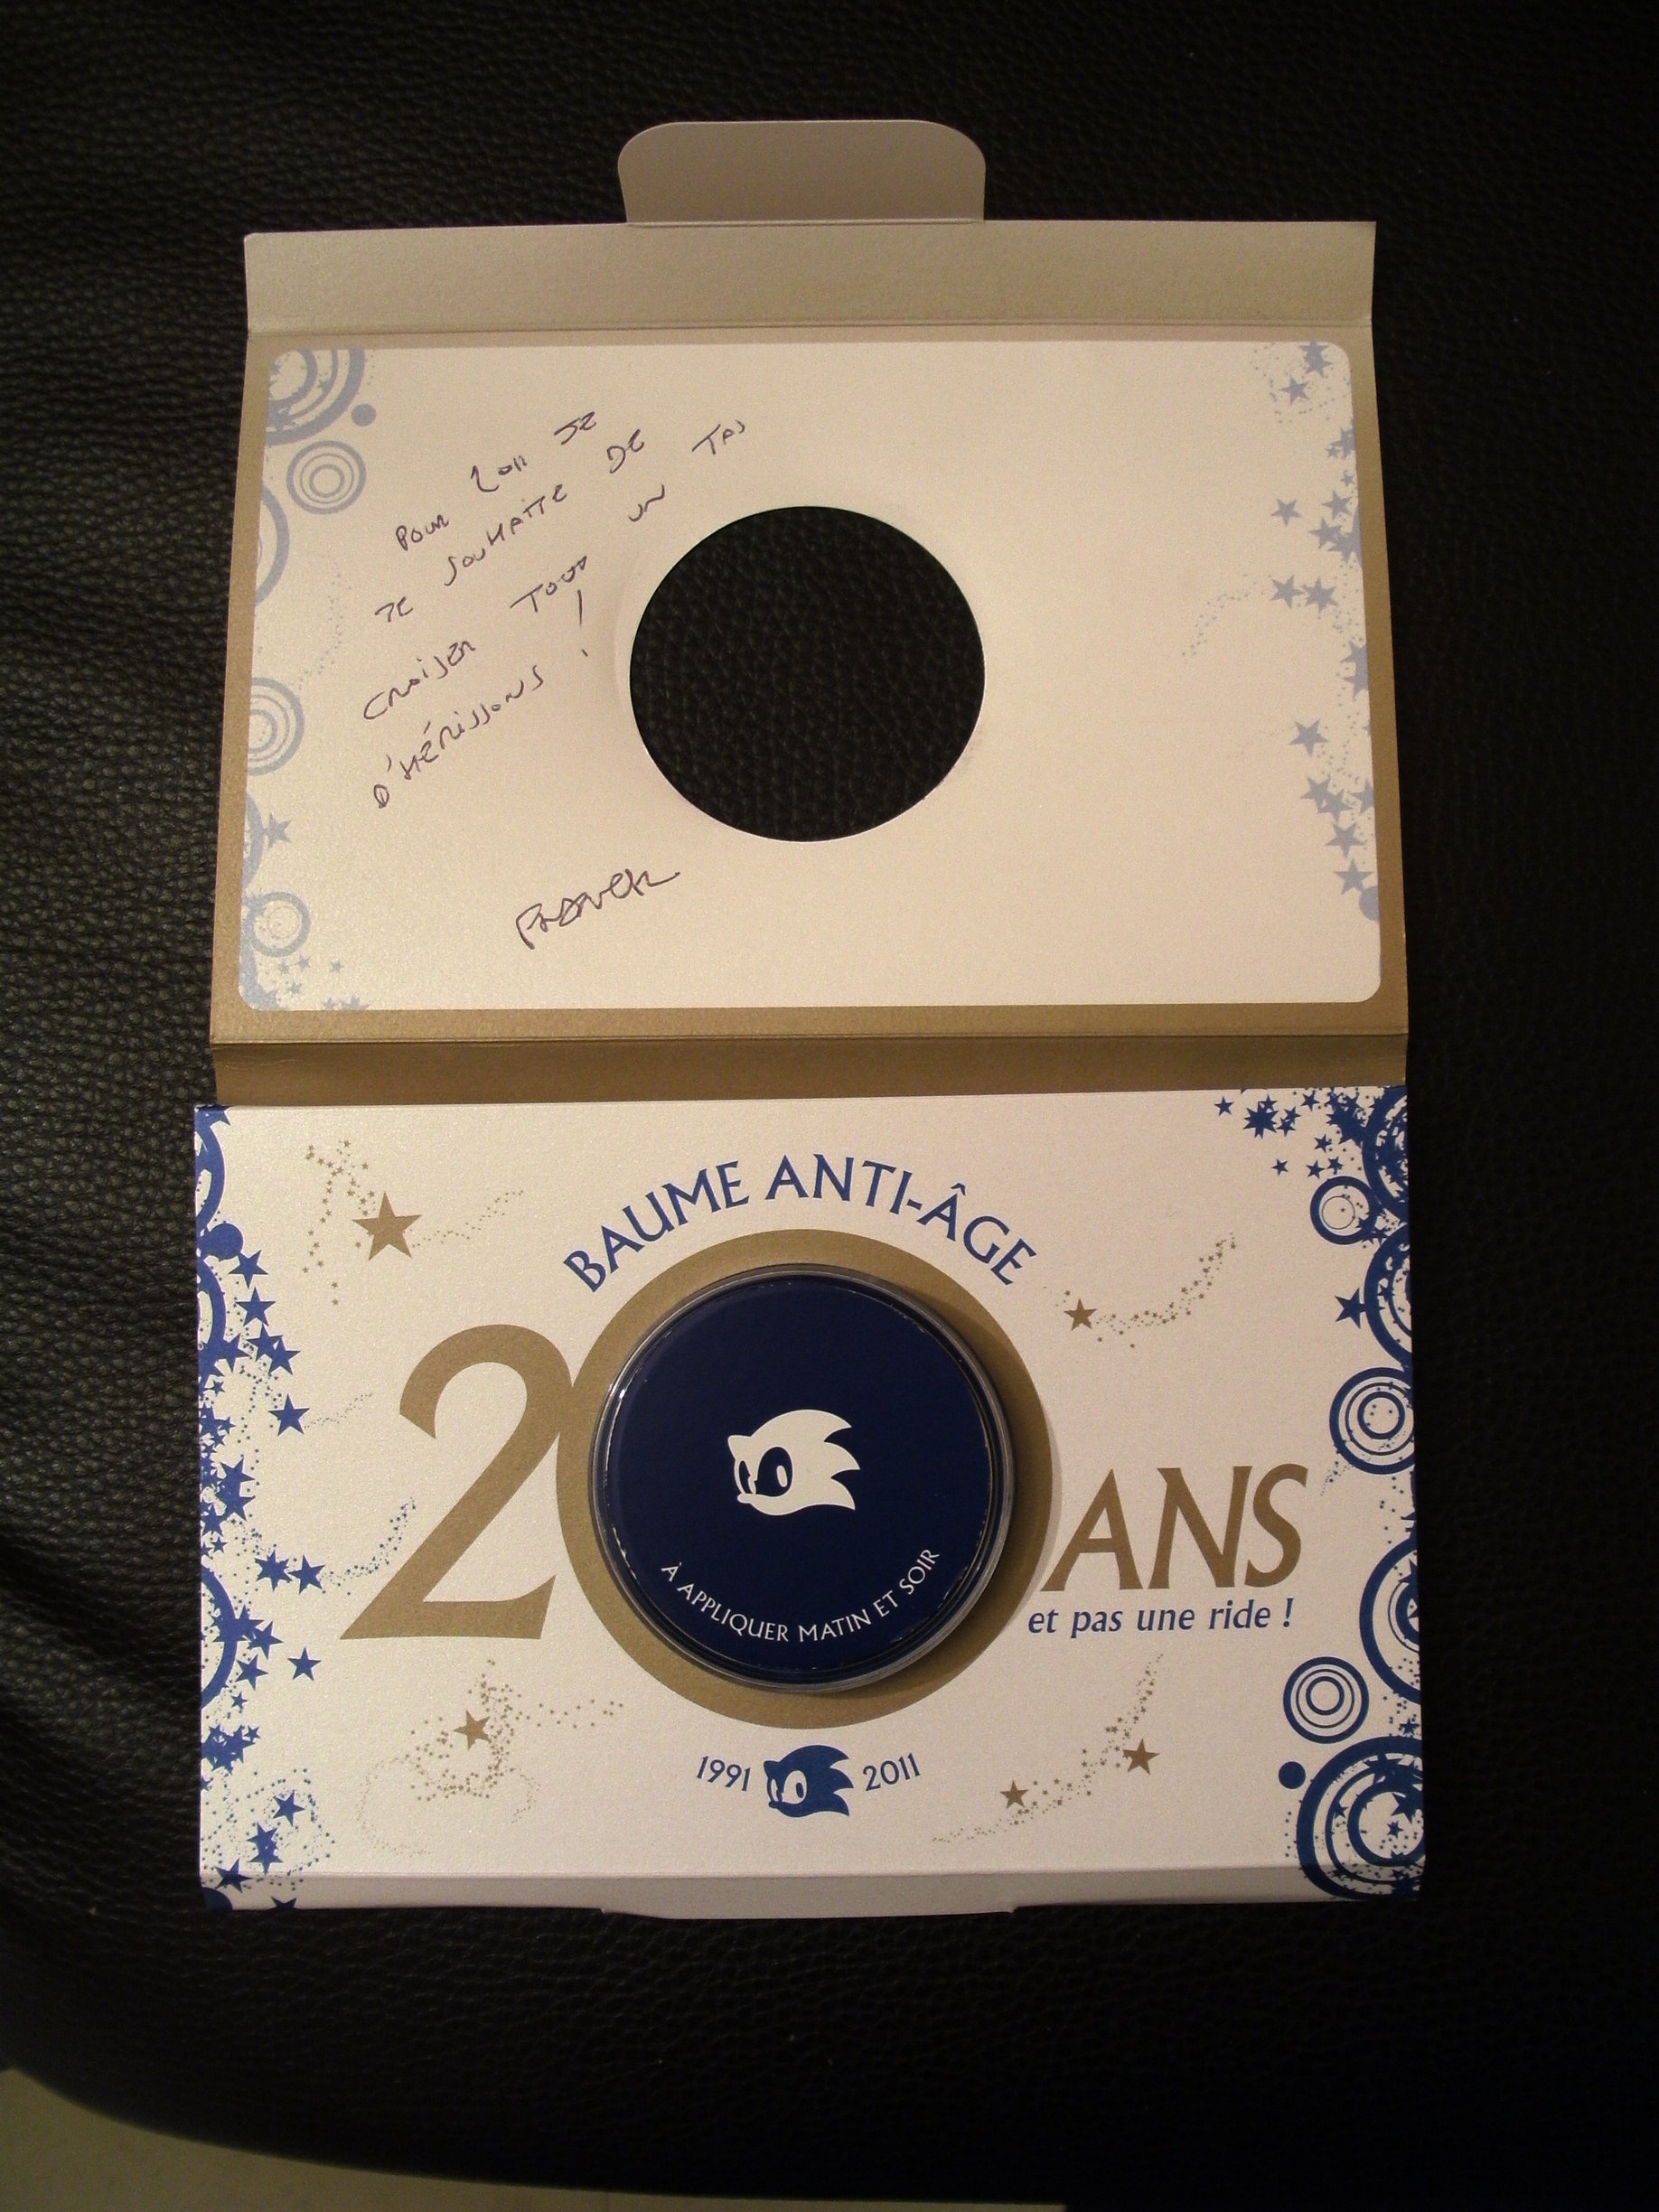 Pour 2011 je
te souhaitte de
croiser tout un tas
d'hérissons !
BAUME ANTI-ÂGE
20 ANS
et pas une ride !
À APPLIQUER MATIN ET SOIR
1991 2011